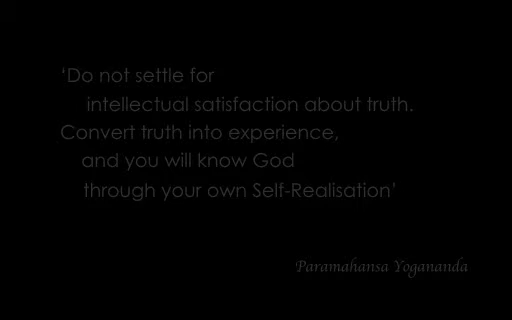 ‘Do not settle for
intellectual satisfaction about truth.
Convert truth into experience,
and you will know God
through your own Self-Realisation’
Paramahansa Yogananda